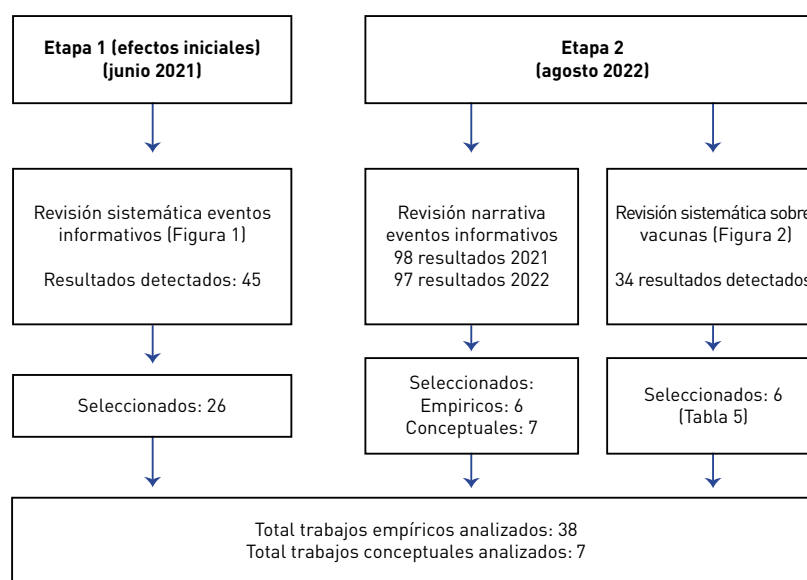 Etapa 1 (efectos iniciales)
(junio 2021)
Etapa 2
(agosto 2022)
Revisión sistemática eventos
informativos (Figura 1)
Resultados detectados: 45
Revisión narrativa
eventos informativos
98 resultados 2021
97 resultados 2022
Revisión sistemática sobre
vacunas (Figura 2)
34 resultados detectados
Seleccionados: 26
Seleccionados:
Empiricos: 6
Conceptuales: 7
Seleccionados: 6
(Tabla 5)
Total trabajos empíricos analizados: 38
Total trabajos conceptuales analizados: 7